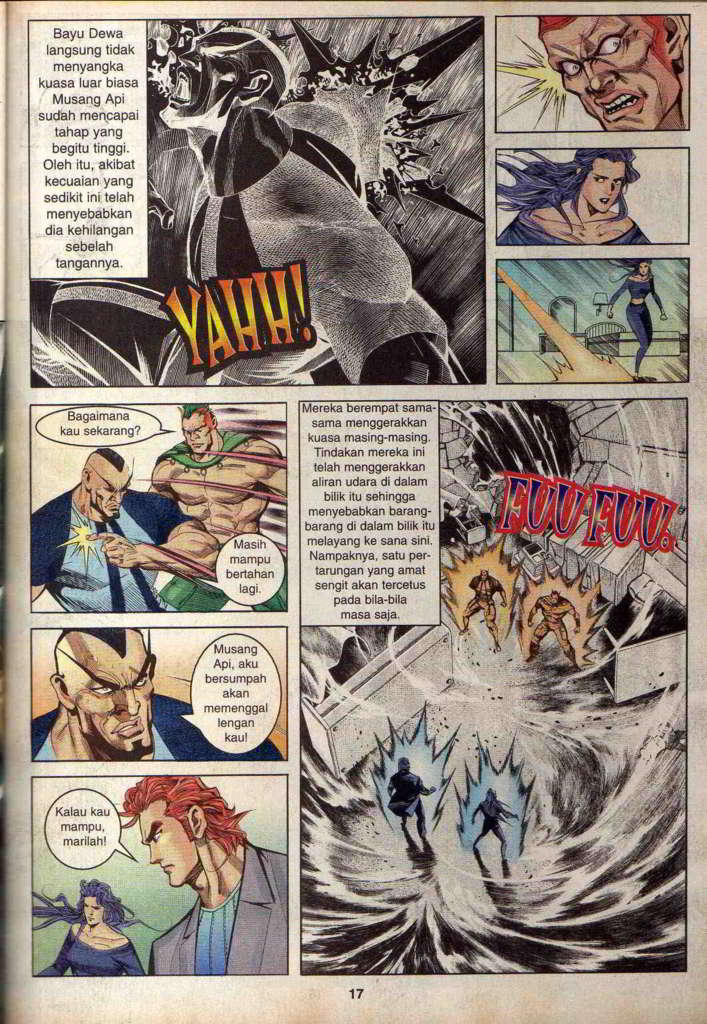 Bayu Dewa
langsung tidak
menyangka
kuasa luar biasa
Musang Api
sudah mencapai
tahap yang
begitu tinggi.
Oleh itu, akibat
kecuaian yang
sedikit ini telah
menyebabkan
dia kehilangan
sebelah
tangannya.
YAHH!
Bagaimana
kau sekarang?
Masih
mampu
bertahan
lagi.
Musang
Api, aku
bersumpah
akan
memenggal
lengan
kau!
Kalau kau
mampu,
marilah!
Mereka berempat sama-
sama menggerakkan
kuasa masing-masing.
Tindakan mereka ini
telah menggerakkan
aliran udara di dalam
bilik itu sehingga
menyebabkan barang-
barang di dalam bilik itu
melayang ke sana sini.
Nampaknya, satu per-
tarungan yang amat
sengit akan tercetus
pada bila-bila
masa saja.
FUU FUU.
17